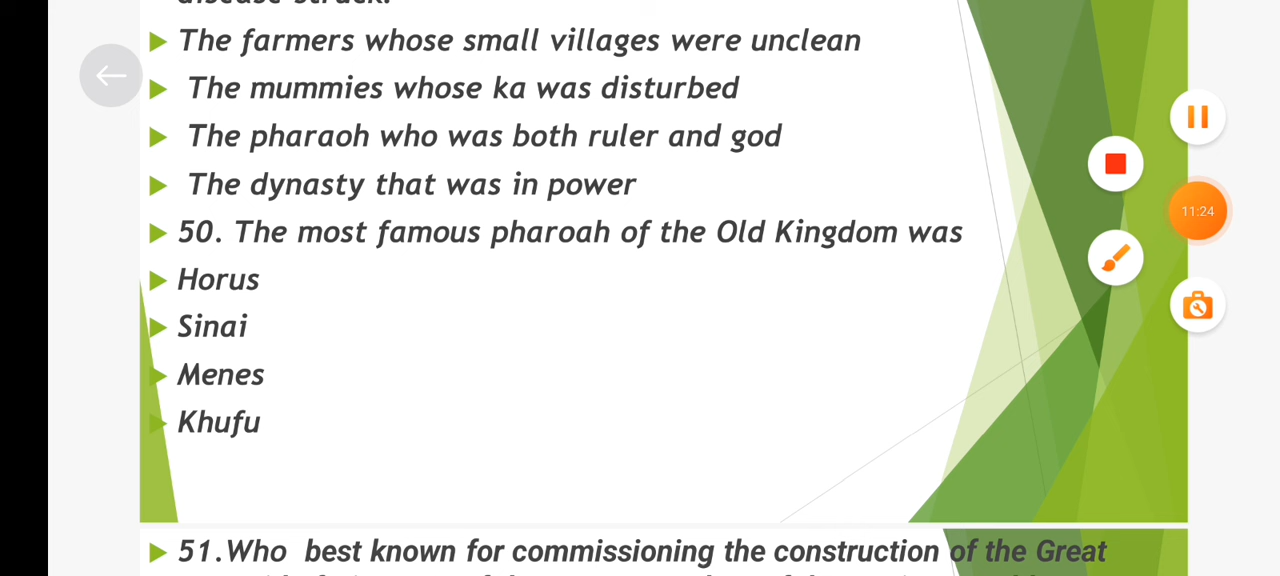 disease struck.
The farmers whose small villages were unclean
The mummies whose ka was disturbed
The pharaoh who was both ruler and god
The dynasty that was in power
50. The most famous pharoah of the Old Kingdom was
Horus
Sinai
Menes
Khufu
11:24
51.Who best known for commissioning the construction of the Great